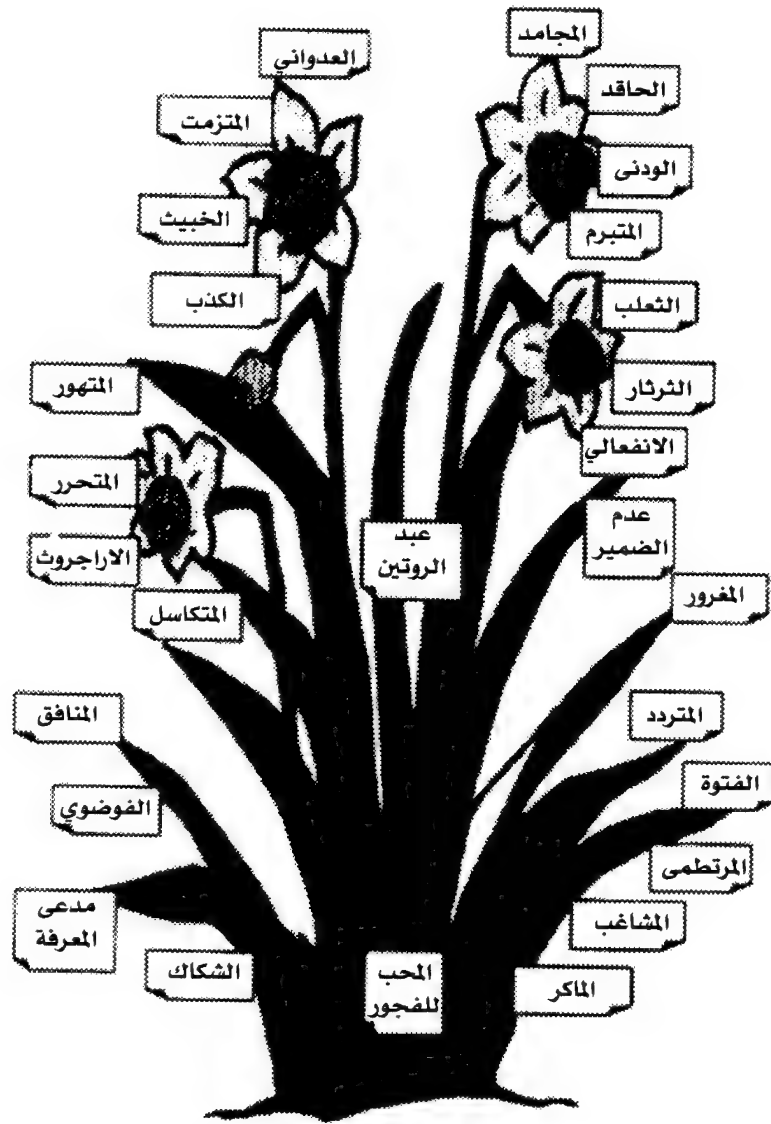 المجامد
العدواني
الحاقد
المتزمت
الودنى
الخبيث
المتبرم
الكذب
الثعلب
المتهور
الثرثار
الانفعالي
المتحرر
عدم
الضمير
عبد
الروتين
الاراجروث
المغرور
المتكاسل
المتردد
المنافق
الفتوة
الفوضوي
المرتطمى
مدعى
المعرفة
المشاغب
الشكاك
المحب
للفجور
الماكر